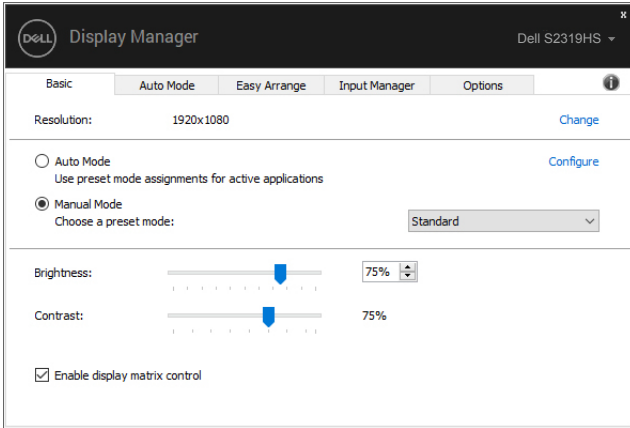 x
DELL Display Manager Dell S2319HS
Basic Auto Mode Easy Arrange Input Manager Options i
Resolution: 1920x1080 Change
Auto Mode Configure
Use preset mode assignments for active applications
Manual Mode
Choose a preset mode: Standard
Brightness: 75%
Contrast: 75%
Enable display matrix control